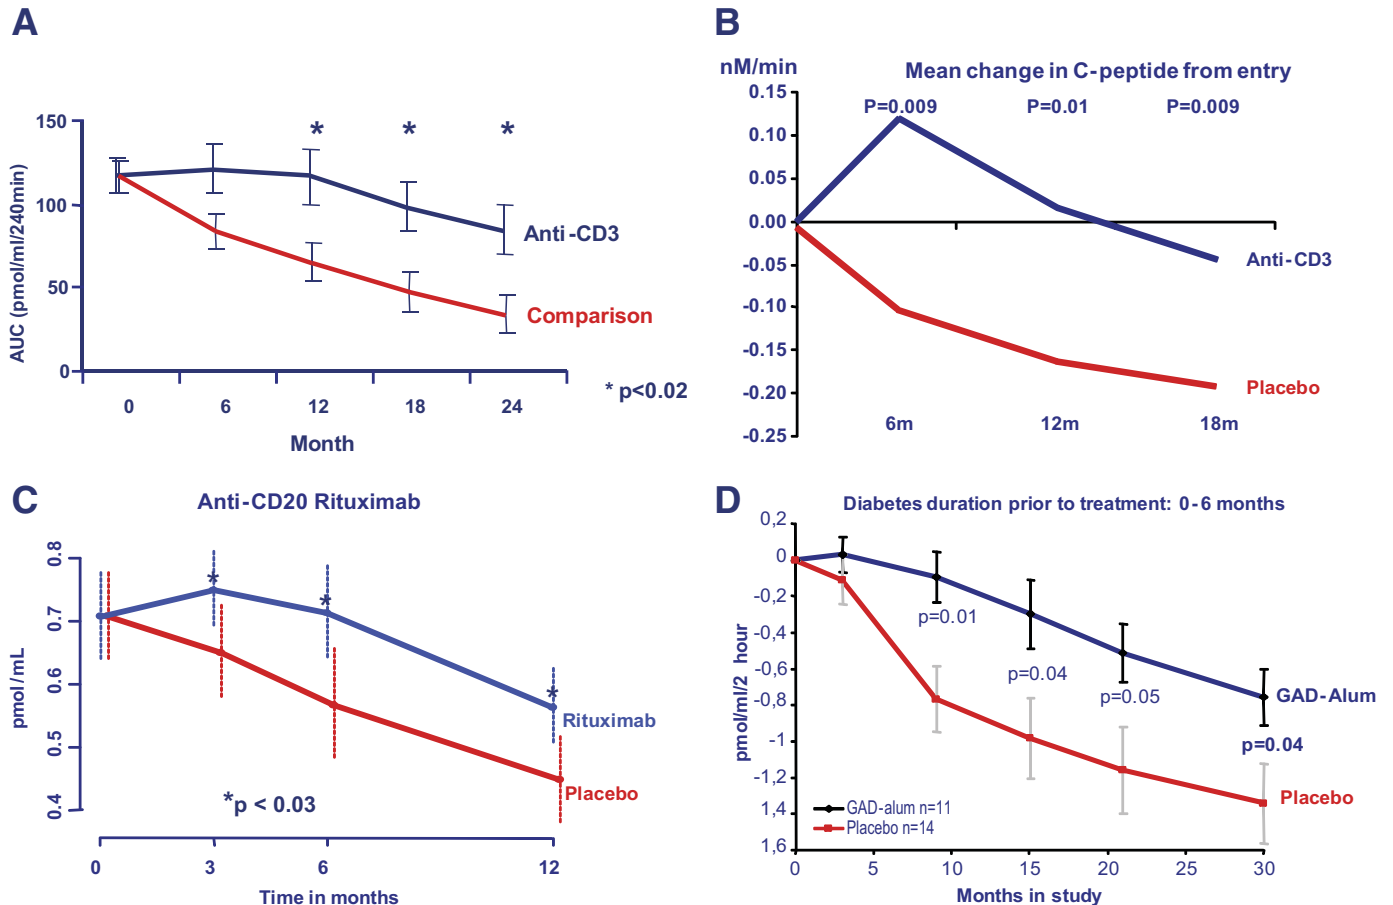 A
150
100
50
0
AUC (pmol/ml/240min)
* * *
Anti-CD3
Comparison
* p<0.02
0 6 12 18 24
Month
B
nM/min
Mean change in C-peptide from entry
P=0.009 P=0.01 P=0.009
0.15
0.10
0.05
0.00
-0.05
-0.10
-0.15
-0.20
-0.25
Anti-CD3
Placebo
6m 12m 18m
C
Anti-CD20 Rituximab
0.8
0.7
0.6
0.5
0.4
pmol/mL
* * *
Rituximab
Placebo
*p < 0.03
0 3 6 12
Time in months
D
Diabetes duration prior to treatment: 0-6 months
0,2
0
-0,2
-0,4
-0,6
-0,8
-1
-1,2
1,4
1,6
pmol/ml/2 hour
p=0.01
p=0.04
p=0.05
GAD-Alum
p=0.04
Placebo
GAD-alum n=11
Placebo n=14
0 5 10 15 20 25 30
Months in study